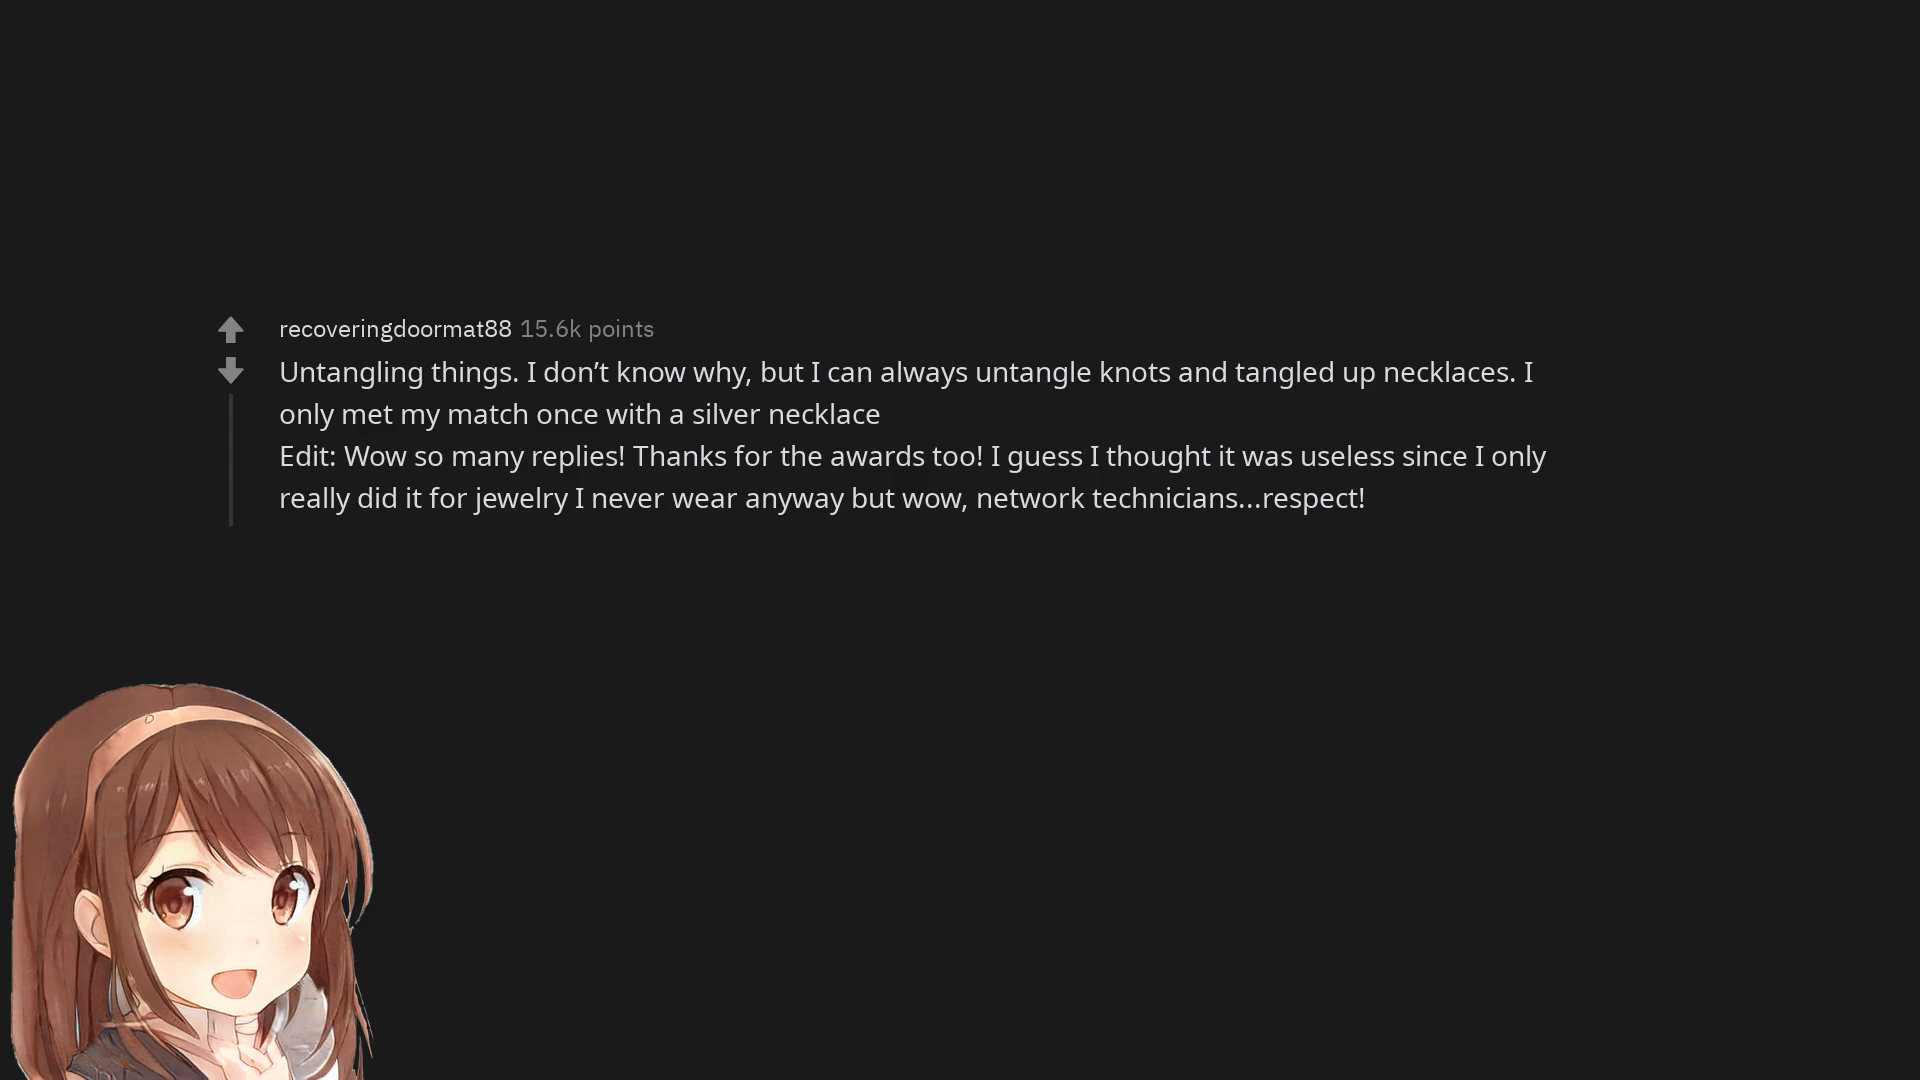 recoveringdoormat88 15.6k points
Untangling things. I don’t know why, but I can always untangle knots and tangled up necklaces. I
only met my match once with a silver necklace
Edit: Wow so many replies! Thanks for the awards too! I guess I thought it was useless since I only
really did it for jewelry I never wear anyway but wow, network technicians...respect!